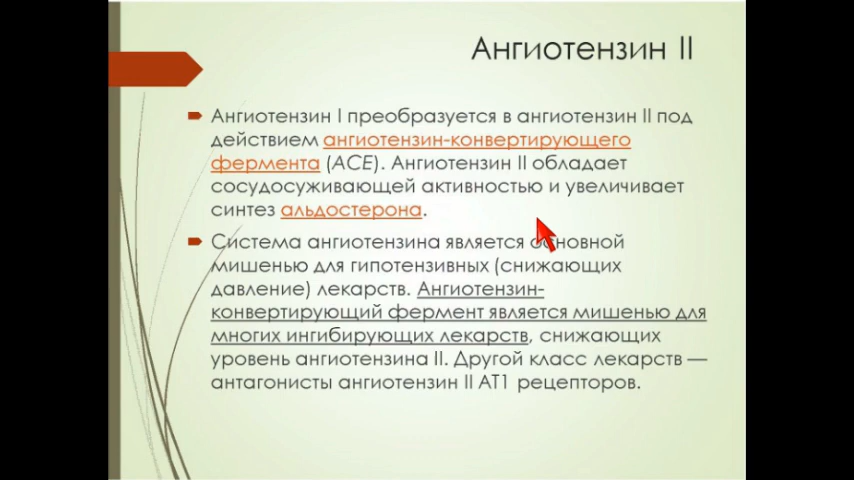 Ангиотензин II
Ангиотензин I преобразуется в ангиотензин II под
действием ангиотензин-конвертирующего
фермента (ACE). Ангиотензин II обладает
сосудосуживающей активностью и увеличивает
синтез альдостерона.
Система ангиотензина является основной
мишенью для гипотензивных (снижающих
давление) лекарств. Ангиотензин-
конвертирующий фермент является мишенью для
многих ингибирующих лекарств, снижающих
уровень ангиотензина II. Другой класс лекарств —
антагонисты ангиотензин II AT1 рецепторов.